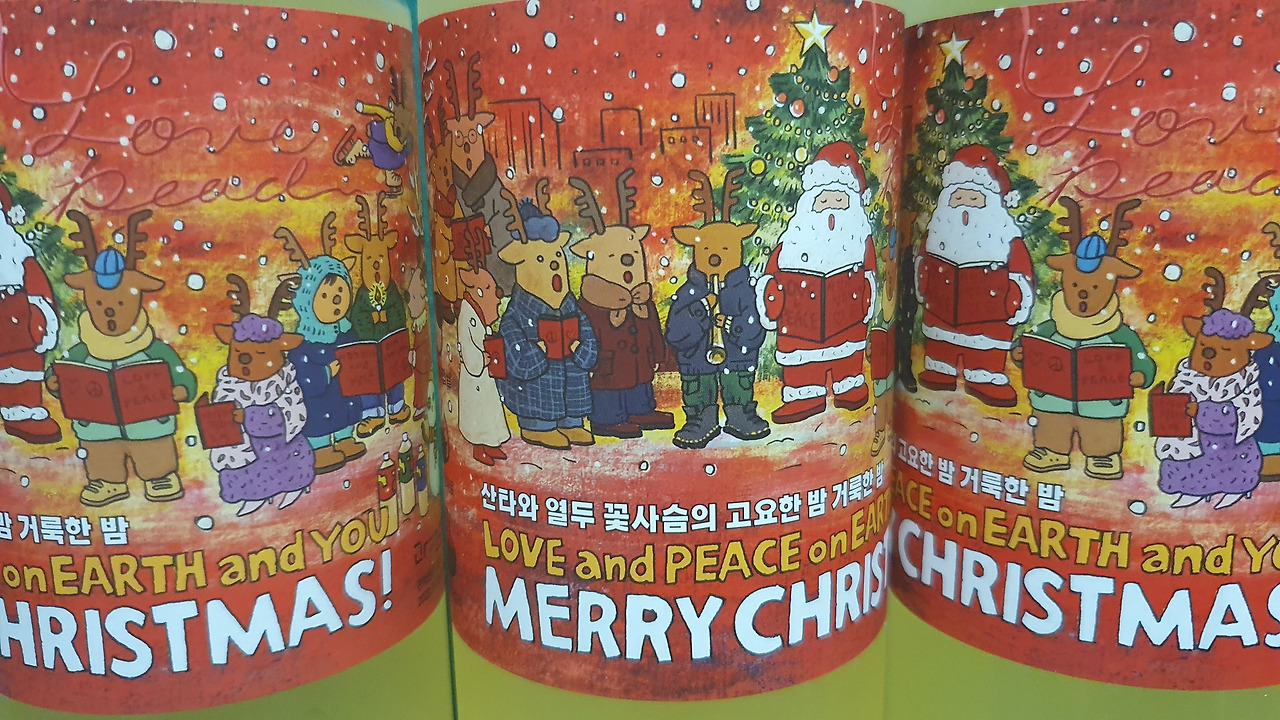 Love
peace
밤 거룩한 밤
on EARTH and YOU
CHRISTMAS!
LOVE
PEACE
산타와 열두 꽃사슴의 고요한 밤 거룩한 밤
LOVE and PEACE on EARTH
MERRY CHRIS
Love
peac
LOVE
PEACE
고요한 밤 거룩한 밤
ACE on EARTH and YO
CHRISTMAS